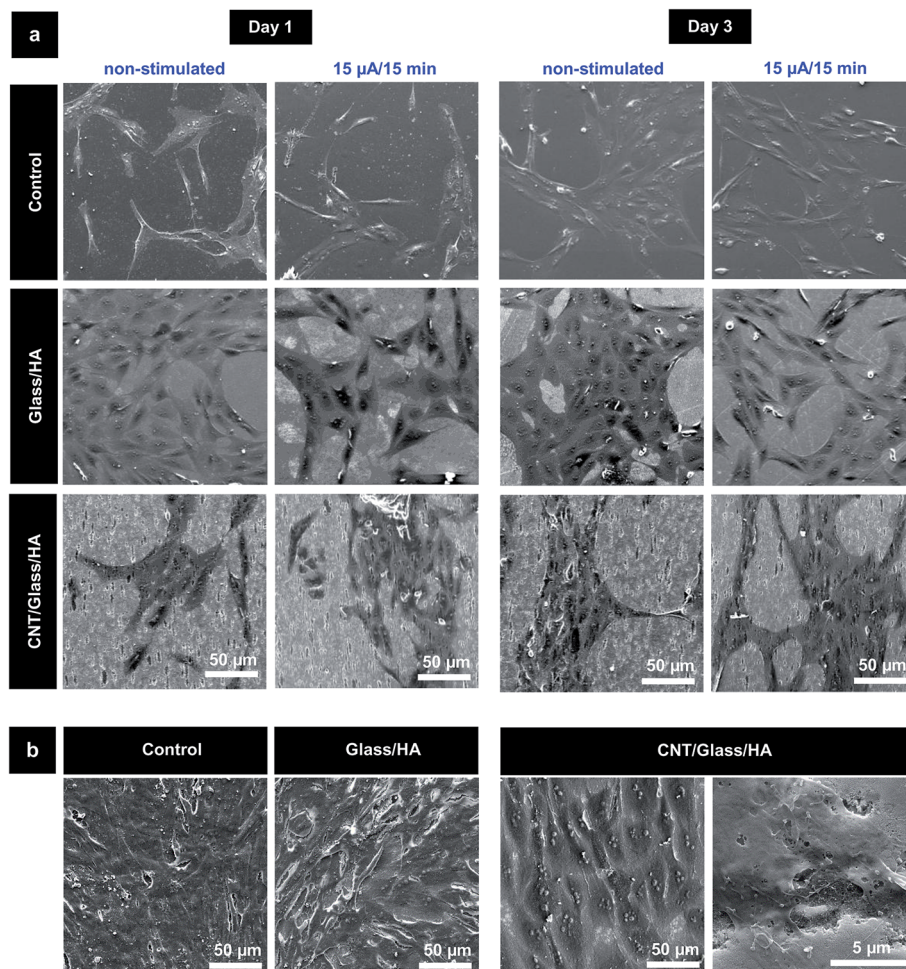 a
Day 1
Day 3
non-stimulated
15 µA/15 min
non-stimulated
15 µA/15 min
Control
Glass/HA
CNT/Glass/HA
50 µm
50 µm
50 µm
50 µm
b
Control
Glass/HA
CNT/Glass/HA
50 µm
50 µm
50 µm
5 µm